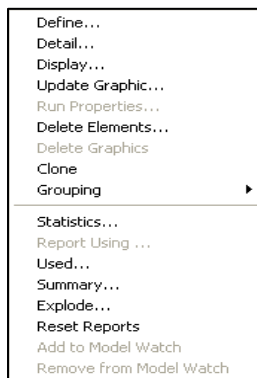 Define...
Detail...
Display...
Update Graphic...
Run Properties...
Delete Elements...
Delete Graphics
Clone
Grouping
Statistics...
Report Using ...
Used...
Summary...
Explode...
Reset Reports
Add to Model Watch
Remove from Model Watch